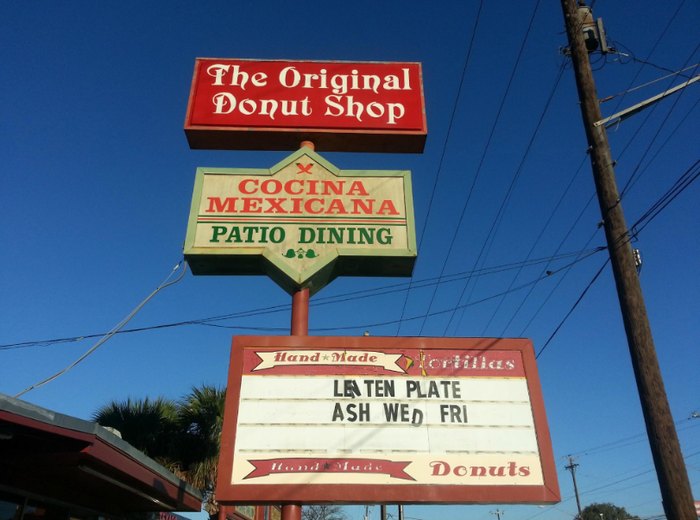 The Original
Donut Shop
COCINA
MEXICANA
PATIO DINING
Hand★Made Tortillas
LENTEN PLATE
ASH WED FRI
Hand★Made Donuts